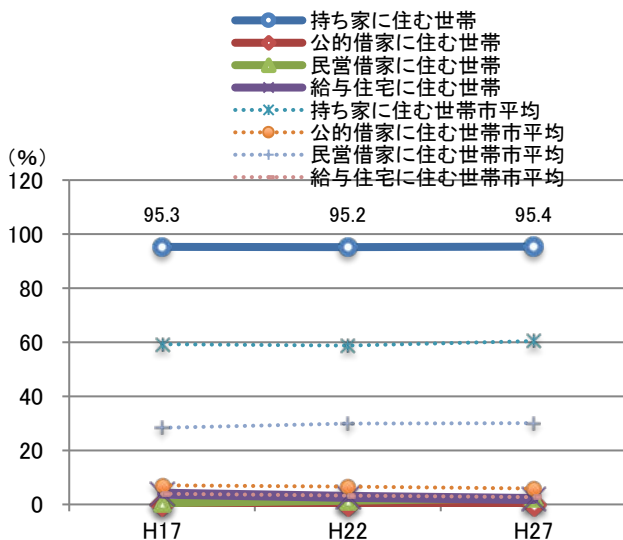 持ち家に住む世帯
公的借家に住む世帯
民営借家に住む世帯
給与住宅に住む世帯
持ち家に住む世帯市平均
公的借家に住む世帯市平均
民営借家に住む世帯市平均
給与住宅に住む世帯市平均
(%)
120
100
80
60
40
20
0
95.3
95.2
95.4
H17
H22
H27